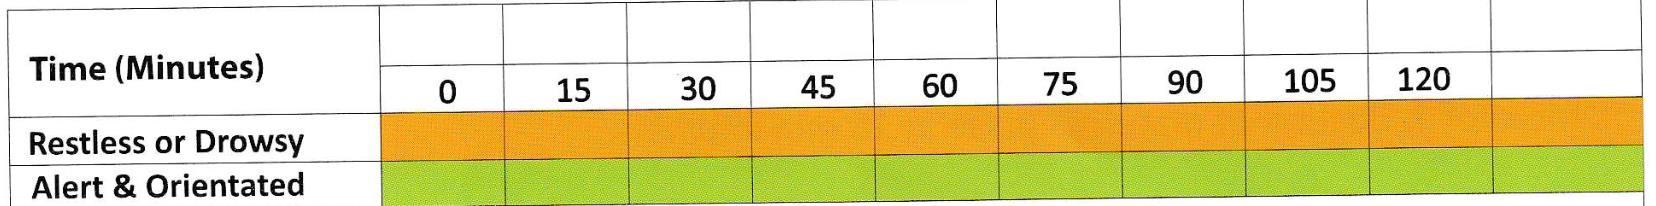 Time (Minutes)
0 15 30 45 60 75 90 105 120
Restless or Drowsy
Alert & Orientated